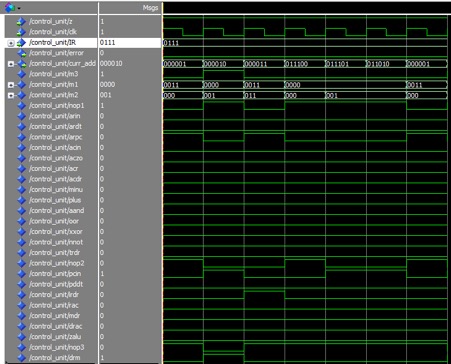 Msgs
/control_unit/z 1
/control_unit/clk 1
/control_unit/IR 0111 0111
/control_unit/error 0
/control_unit/curr_add 000010 000001 000010 000011 011100 011101 011010 000001
/control_unit/m3 1
/control_unit/m1 0000 0011 0000 0011 0000 0011
/control_unit/m2 001 000 001 011 000 001 000
/control_unit/nop1 1
/control_unit/arin 0
/control_unit/ardt 0
/control_unit/arpc 0
/control_unit/acin 0
/control_unit/aczo 0
/control_unit/acr 0
/control_unit/acdr 0
/control_unit/minu 0
/control_unit/plus 0
/control_unit/aand 0
/control_unit/oor 0
/control_unit/xxor 0
/control_unit/nnot 0
/control_unit/trdr 0
/control_unit/nop2 0
/control_unit/pcin 1
/control_unit/pddt 0
/control_unit/irdr 0
/control_unit/rac 0
/control_unit/mdr 0
/control_unit/drac 0
/control_unit/zalu 0
/control_unit/nop3 0
/control_unit/drm 1